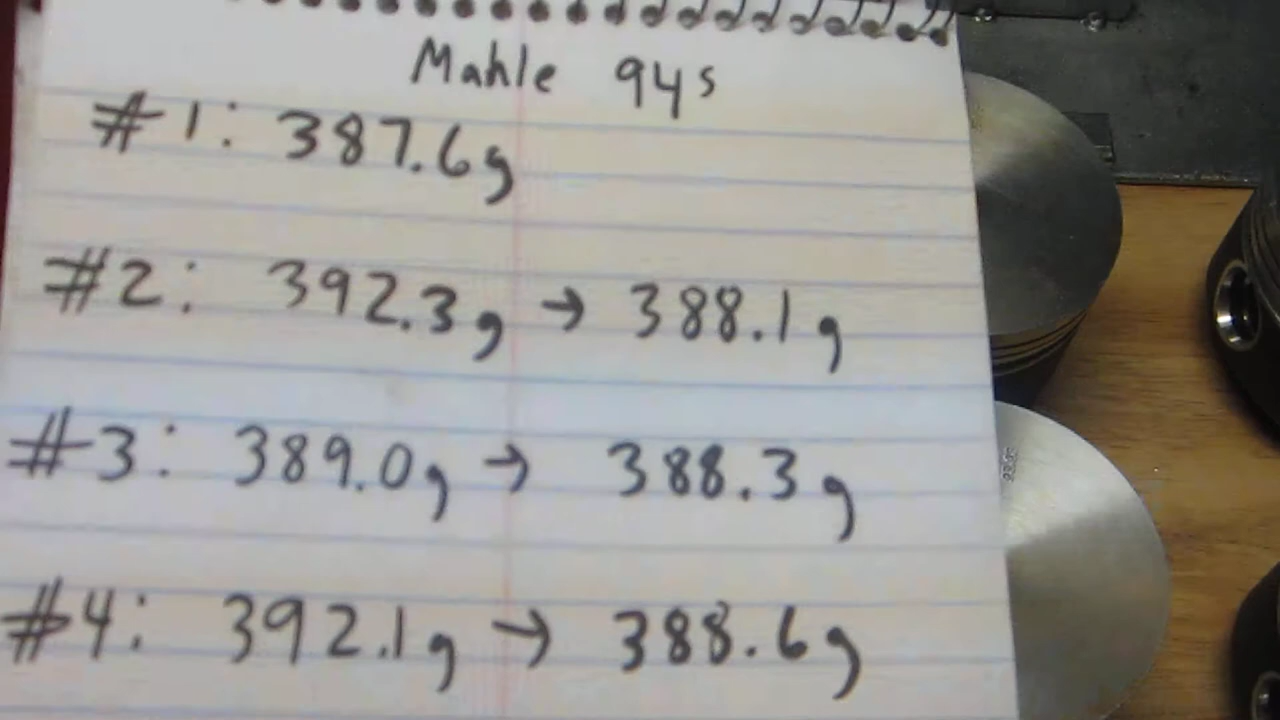 Mahle 94s
#1: 387.6g
#2: 392.3g → 388.1g
#3: 389.0g → 388.3g
#4: 392.1g → 388.6g